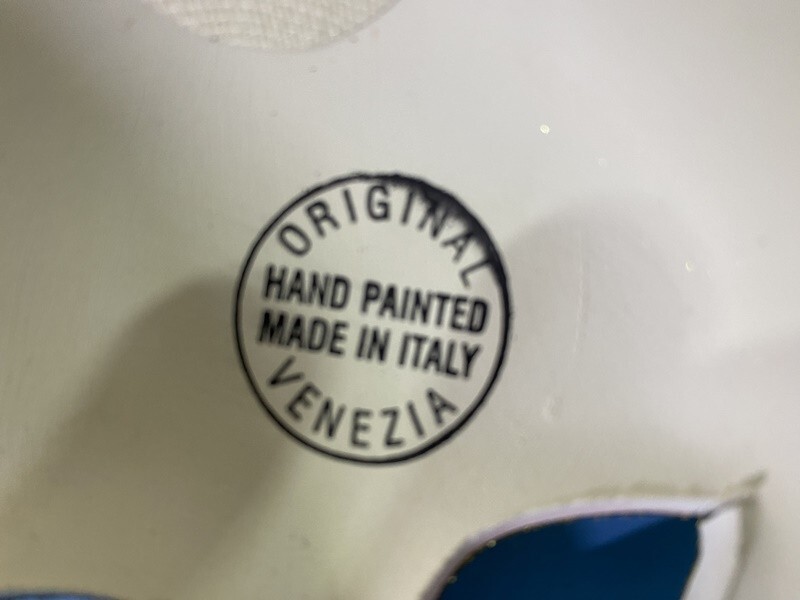 ORIGINAL
HAND PAINTED
MADE IN ITALY
VENEZIA